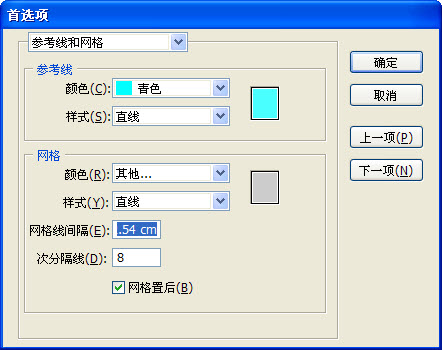 首选项
参考线和网格
确定
参考线
颜色(C): 青色
取消
样式(S): 直线
上一项(P)
网格
下一项(N)
颜色(R): 其他...
样式(Y): 直线
网格线间隔(E): .54 cm
次分隔线(D): 8
网格置后(B)